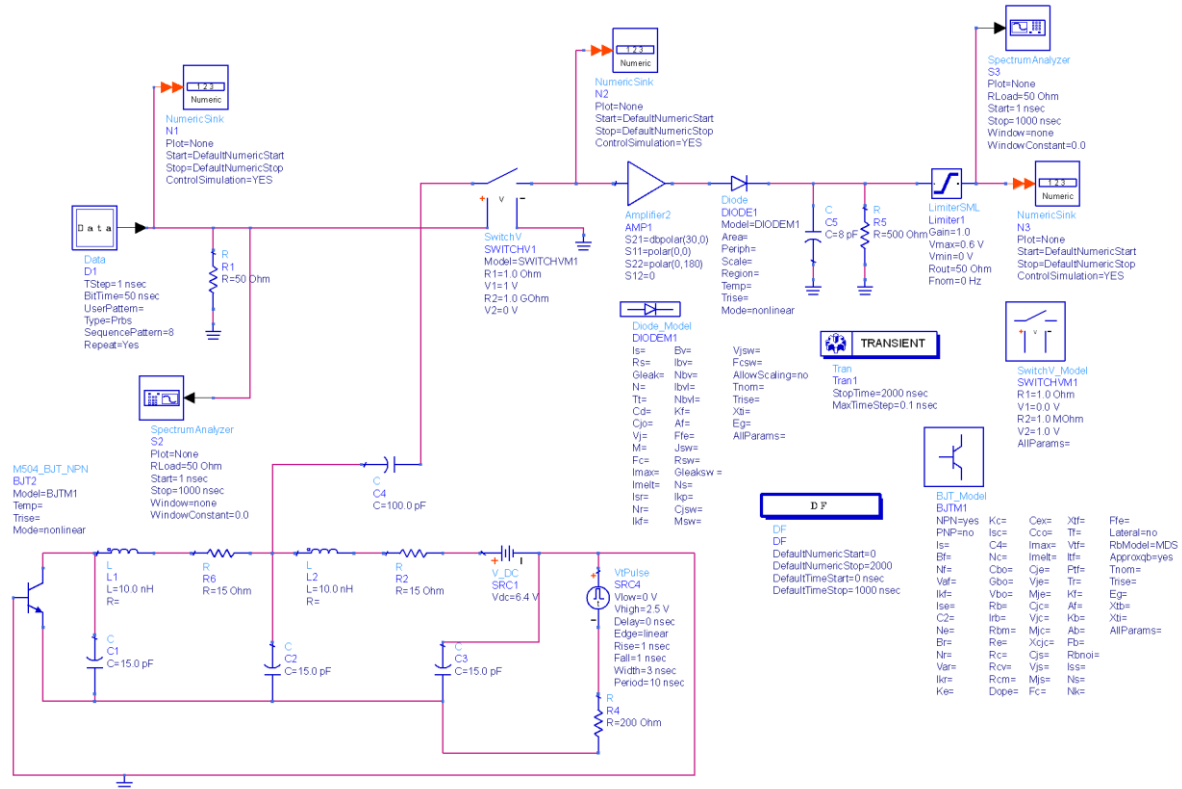 1 2 3
Numeric
NumericSink
N1
Plot=None
Start=DefaultNumericStart
Stop=DefaultNumericStop
ControlSimulation=YES
1 2 3
Numeric
NumericSink
N2
Plot=None
Start=DefaultNumericStart
Stop=DefaultNumericStop
ControlSimulation=YES
SpectrumAnalyzer
S3
Plot=None
RLoad=50 Ohm
Start=1 nsec
Stop=1000 nsec
Window=none
WindowConstant=0.0
Data
Data
D1
TStep=1 nsec
BitTime=50 nsec
UserPattern=
Type=Prbs
SequencePattern=8
Repeat=Yes
R
R1
R=50 Ohm
+
v
-
SwitchV
SWITCHV1
Model=SWITCHVM1
R1=1.0 Ohm
V1=1 V
R2=1.0 GOhm
V2=0 V
Amplifier2
AMP1
S21=dbpolar(30,0)
S11=polar(0,0)
S22=polar(0,180)
S12=0
Diode
DIODE1
Model=DIODEM1
Area=
Periph=
Scale=
Region=
Temp=
Trise=
Mode=nonlinear
C
C5
C=8 pF
R
R5
R=500 Ohm
LimiterSML
Limiter1
Gain=1.0
Vmax=0.6 V
Vmin=0 V
Rout=50 Ohm
Fnom=0 Hz
1 2 3
Numeric
NumericSink
N3
Plot=None
Start=DefaultNumericStart
Stop=DefaultNumericStop
ControlSimulation=YES
SpectrumAnalyzer
S2
Plot=None
RLoad=50 Ohm
Start=1 nsec
Stop=1000 nsec
Window=none
WindowConstant=0.0
Diode_Model
DIODEM1
Is=
Rs=
Gleak=
N=
Tt=
Cd=
Cjo=
Vj=
M=
Fc=
Imax=
Imelt=
Isr=
Nr=
Ikf=
Bv=
Ibv=
Nbv=
Ibvl=
Nbvl=
Kf=
Af=
Ffe=
Jsw=
Rsw=
Gleaksw =
Ns=
Ikp=
Cjsw=
Msw=
Vjsw=
Fcsw=
AllowScaling=no
Tnom=
Trise=
Xti=
Eg=
AllParams=
TRANSIENT
Tran
Tran1
StopTime=2000 nsec
MaxTimeStep=0.1 nsec
+
v
-
SwitchV_Model
SWITCHVM1
R1=1.0 Ohm
V1=0.0 V
R2=1.0 MOhm
V2=1.0 V
AllParams=
M504_BJT_NPN
BJT2
Model=BJTM1
Temp=
Trise=
Mode=nonlinear
C
C4
C=100.0 pF
L
L1
L=10.0 nH
R=
R
R6
R=15 Ohm
L
L2
L=10.0 nH
R=
R
R2
R=15 Ohm
V_DC
SRC1
Vdc=6.4 V
VtPulse
SRC4
Vlow=0 V
Vhigh=2.5 V
Delay=0 nsec
Edge=linear
Rise=1 nsec
Fall=1 nsec
Width=3 nsec
Period=10 nsec
C
C1
C=15.0 pF
C
C2
C=15.0 pF
C
C3
C=15.0 pF
R
R4
R=200 Ohm
DF
DF
DF
DefaultNumericStart=0
DefaultNumericStop=2000
DefaultTimeStart=0 nsec
DefaultTimeStop=1000 nsec
BJT_Model
BJTM1
NPN=yes
PNP=no
Is=
Bf=
Nf=
Vaf=
Ikf=
Ise=
C2=
Ne=
Br=
Nr=
Var=
Ikr=
Ke=
Kc=
Isc=
C4=
Nc=
Cbo=
Gbo=
Vbo=
Rb=
Irb=
Rbm=
Re=
Rc=
Rcv=
Rcm=
Dope=
Cex=
Cco=
Imax=
Imelt=
Cje=
Vje=
Mje=
Cjc=
Vjc=
Mjc=
Xcjc=
Cjs=
Vjs=
Mjs=
Fc=
Xtf=
Tf=
Vtf=
Itf=
Ptf=
Tr=
Kf=
Af=
Kb=
Ab=
Fb=
Rbnoi=
Iss=
Ns=
Nk=
Ffe=
Lateral=no
RbModel=MDS
Approxqb=yes
Tnom=
Trise=
Eg=
Xtb=
Xti=
AllParams=